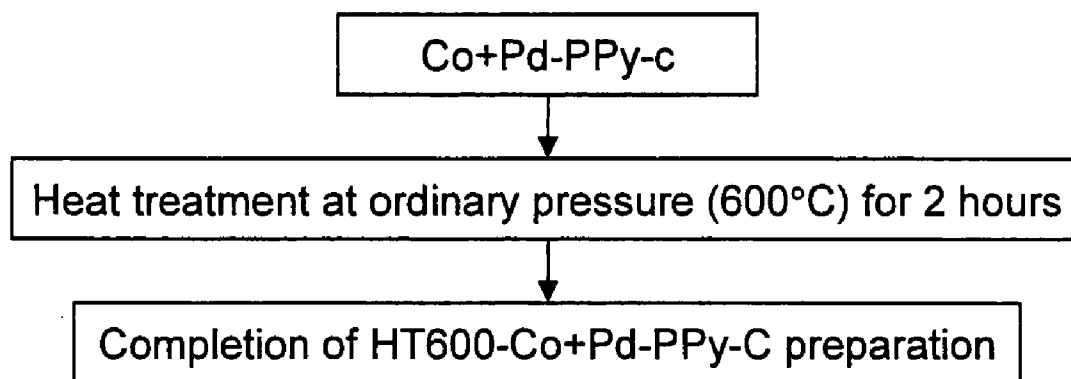 Co+Pd-PPy-c
Heat treatment at ordinary pressure (600°C) for 2 hours
Completion of HT600-Co+Pd-PPy-C preparation